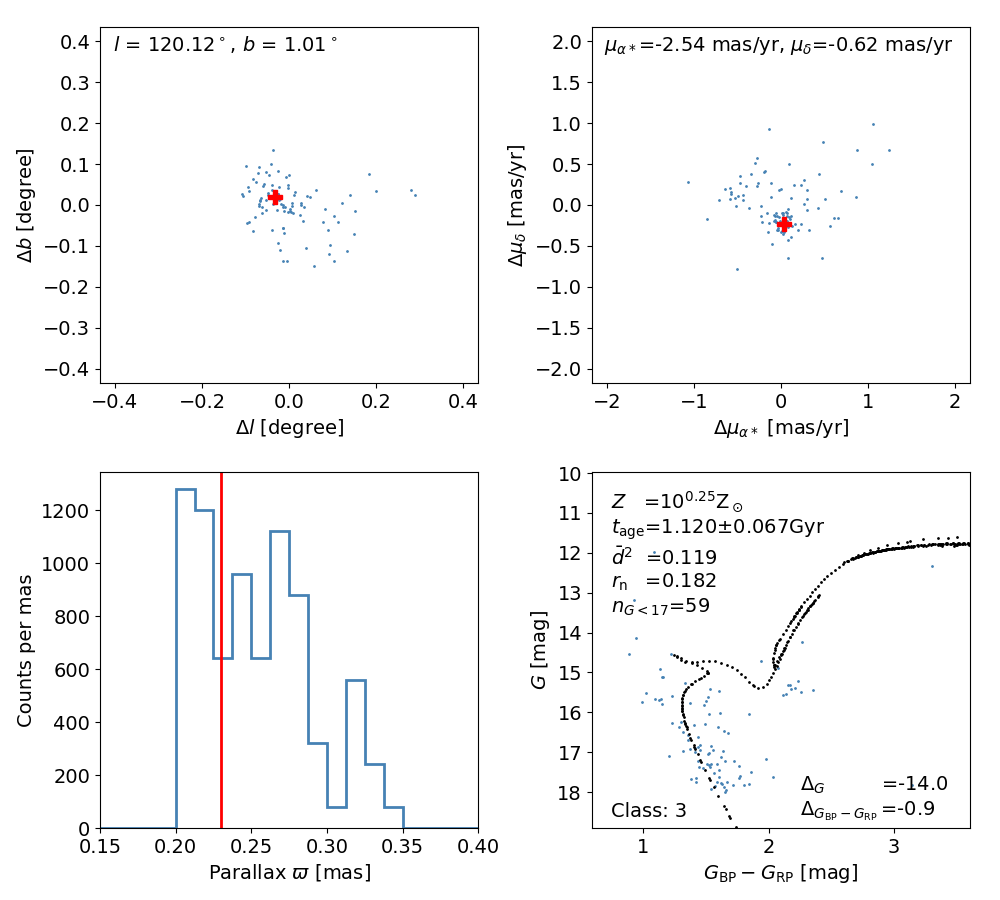 l = 120.12°, b = 1.01°
0.4
0.3
0.2
0.1
0.0
−0.1
−0.2
−0.3
−0.4
Δb [degree]
−0.4 −0.2 0.0 0.2 0.4
Δl [degree]
μα*=-2.54 mas/yr, μδ=-0.62 mas/yr
2.0
1.5
1.0
0.5
0.0
−0.5
−1.0
−1.5
−2.0
Δμδ [mas/yr]
−2 −1 0 1 2
Δμα* [mas/yr]
1200
1000
800
600
400
200
0
Counts per mas
0.15 0.20 0.25 0.30 0.35 0.40
Parallax ϖ [mas]
10
11
12
13
14
15
16
17
18
G [mag]
Z =10^0.25 Z⊙
tage=1.120±0.067Gyr
d̄² =0.119
rn =0.182
nG<17=59
ΔG =-14.0
ΔGBP−GRP =-0.9
Class: 3
1 2 3
GBP − GRP [mag]